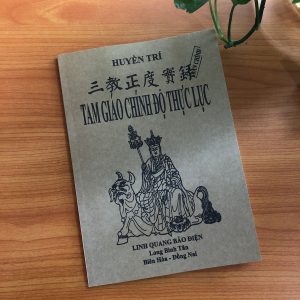 HUYỀN TRÍ
三教正度實錄
TAM GIÁO CHÍNH ĐỘ THỰC LỤC
LINH QUANG BẢO ĐIỆN
Long Bình Tân
Biên Hòa - Đồng Nai